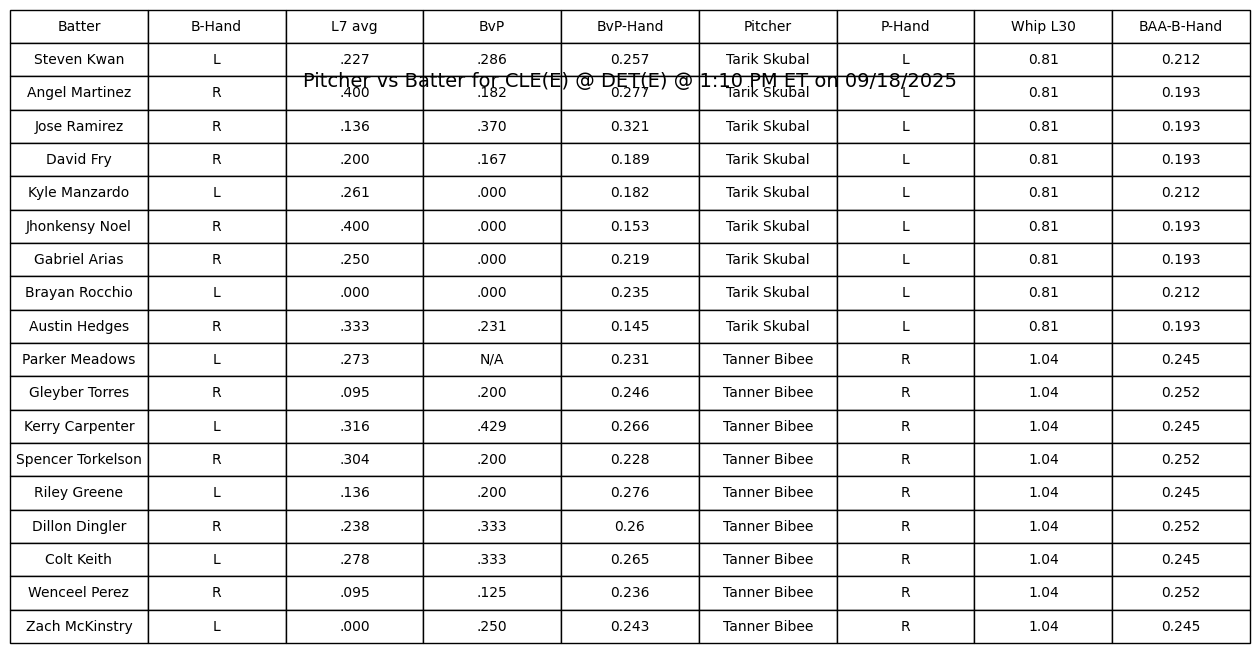 Batter B-Hand L7 avg BvP BvP-Hand Pitcher P-Hand Whip L30 BAA-B-Hand
Steven Kwan L .227 .286 0.257 Tarik Skubal L 0.81 0.212
Pitcher vs Batter for CLE(E) @ DET(E) @ 1:10 PM ET on 09/18/2025
Angel Martinez R .400 .182 0.277 Tarik Skubal L 0.81 0.193
Jose Ramirez R .136 .370 0.321 Tarik Skubal L 0.81 0.193
David Fry R .200 .167 0.189 Tarik Skubal L 0.81 0.193
Kyle Manzardo L .261 .000 0.182 Tarik Skubal L 0.81 0.212
Jhonkensy Noel R .400 .000 0.153 Tarik Skubal L 0.81 0.193
Gabriel Arias R .250 .000 0.219 Tarik Skubal L 0.81 0.193
Brayan Rocchio L .000 .000 0.235 Tarik Skubal L 0.81 0.212
Austin Hedges R .333 .231 0.145 Tarik Skubal L 0.81 0.193
Parker Meadows L .273 N/A 0.231 Tanner Bibee R 1.04 0.245
Gleyber Torres R .095 .200 0.246 Tanner Bibee R 1.04 0.252
Kerry Carpenter L .316 .429 0.266 Tanner Bibee R 1.04 0.245
Spencer Torkelson R .304 .200 0.228 Tanner Bibee R 1.04 0.252
Riley Greene L .136 .200 0.276 Tanner Bibee R 1.04 0.245
Dillon Dingler R .238 .333 0.26 Tanner Bibee R 1.04 0.252
Colt Keith L .278 .333 0.265 Tanner Bibee R 1.04 0.245
Wenceel Perez R .095 .125 0.236 Tanner Bibee R 1.04 0.252
Zach McKinstry L .000 .250 0.243 Tanner Bibee R 1.04 0.245